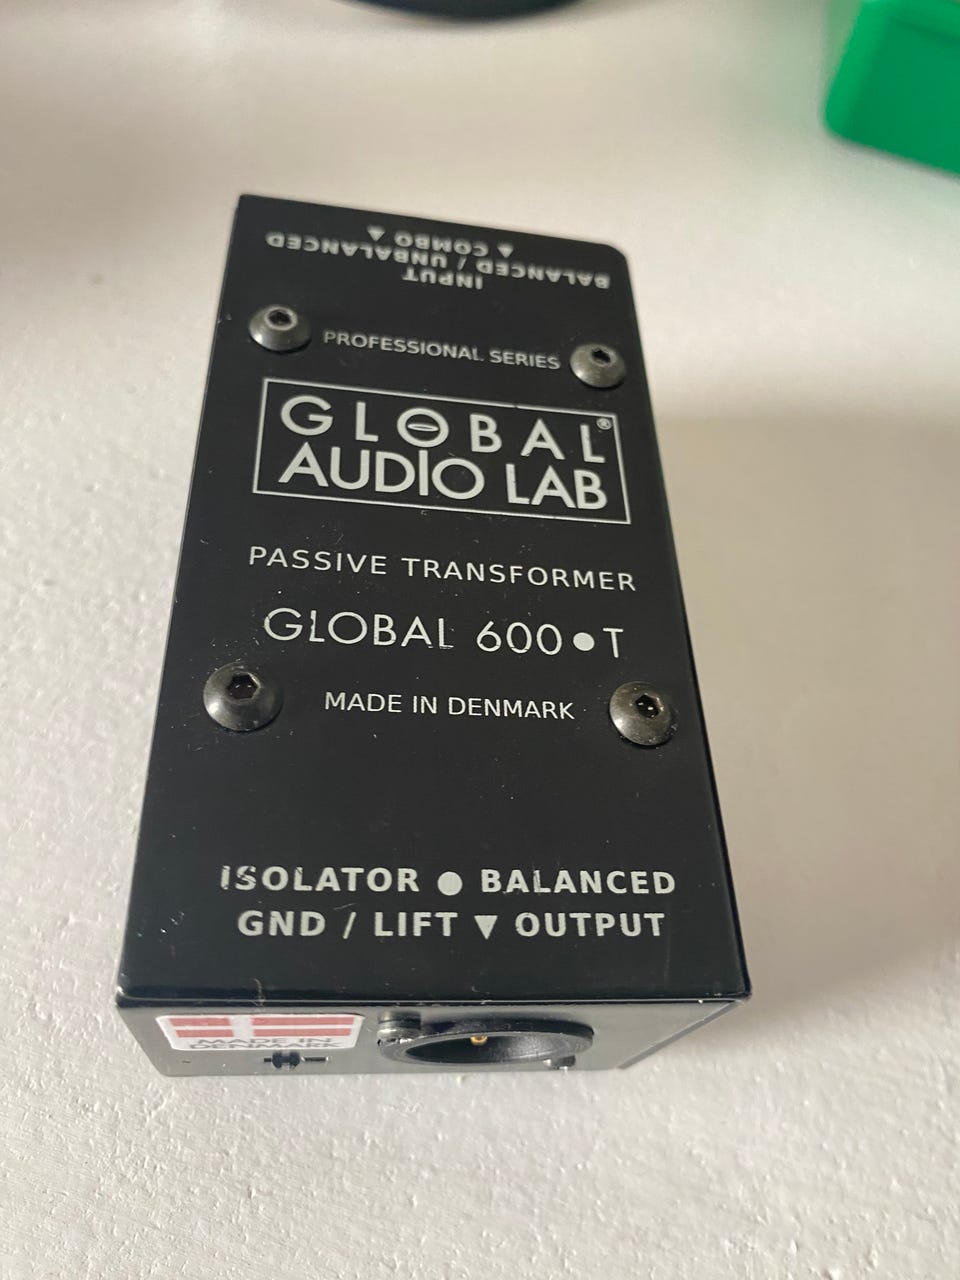 ▲ COMBO ▲
BALANCED / UNBALANCED
INPUT
PROFESSIONAL SERIES
GLOBAL®
AUDIO LAB
PASSIVE TRANSFORMER
GLOBAL 600•T
MADE IN DENMARK
ISOLATOR ● BALANCED
GND / LIFT ▼ OUTPUT
MADE IN
DENMARK